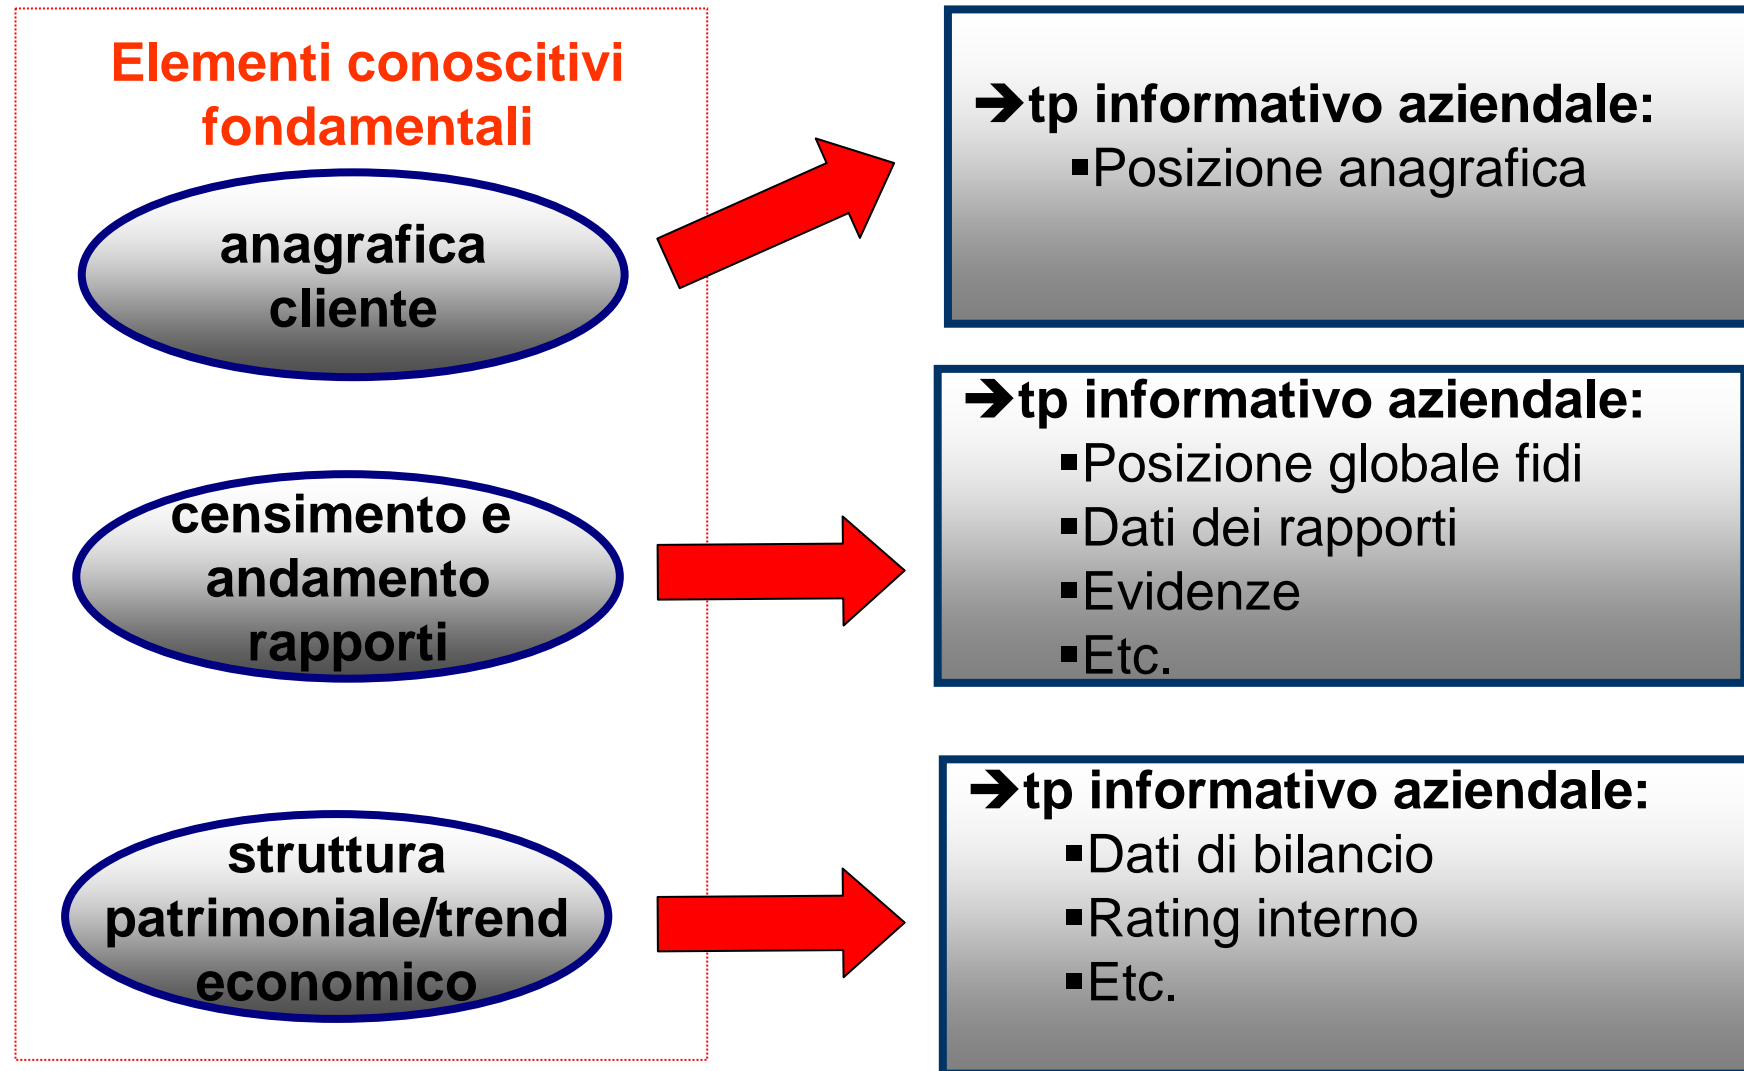 Elementi conoscitivi
fondamentali
anagrafica
cliente
➔tp informativo aziendale:
▪Posizione anagrafica
censimento e
andamento
rapporti
➔tp informativo aziendale:
▪Posizione globale fidi
▪Dati dei rapporti
▪Evidenze
▪Etc.
struttura
patrimoniale/trend
economico
➔tp informativo aziendale:
▪Dati di bilancio
▪Rating interno
▪Etc.